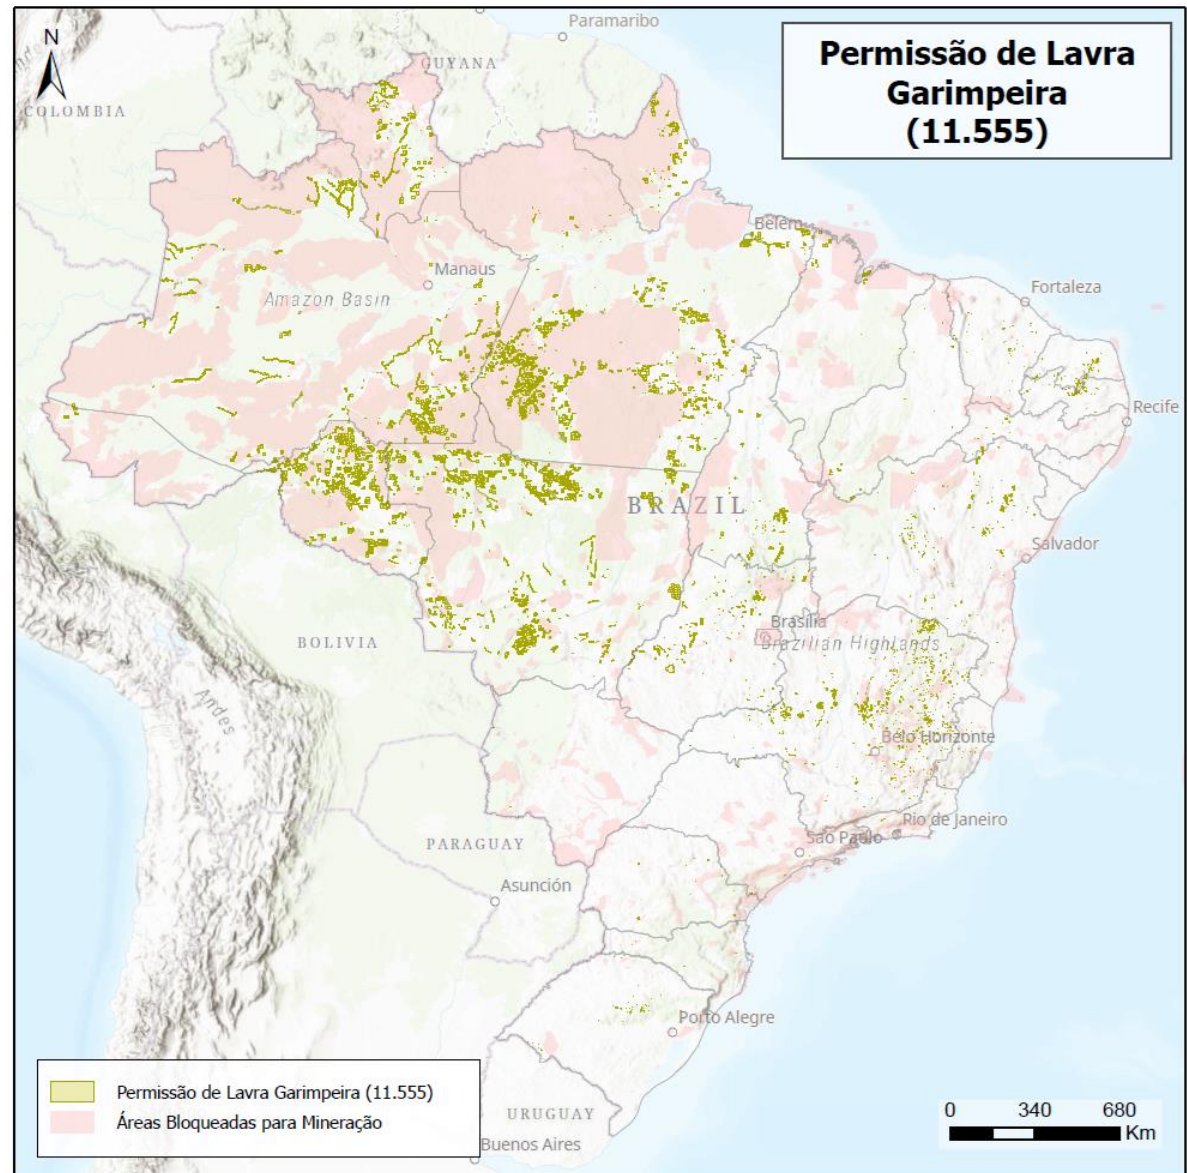 Paramaribo
N
GUYANA
COLOMBIA
Permissão de Lavra
Garimpeira
(11.555)
Belém
Manaus
Amazon Basin
Fortaleza
Recife
BRAZIL
Salvador
Brasília
BOLIVIA
Brazilian Highlands
Andes
Belo Horizonte
Rio de Janeiro
São Paulo
PARAGUAY
Asunción
Porto Alegre
Permissão de Lavra Garimpeira (11.555)
Áreas Bloqueadas para Mineração
URUGUAY
0 340 680
Km
Buenos Aires